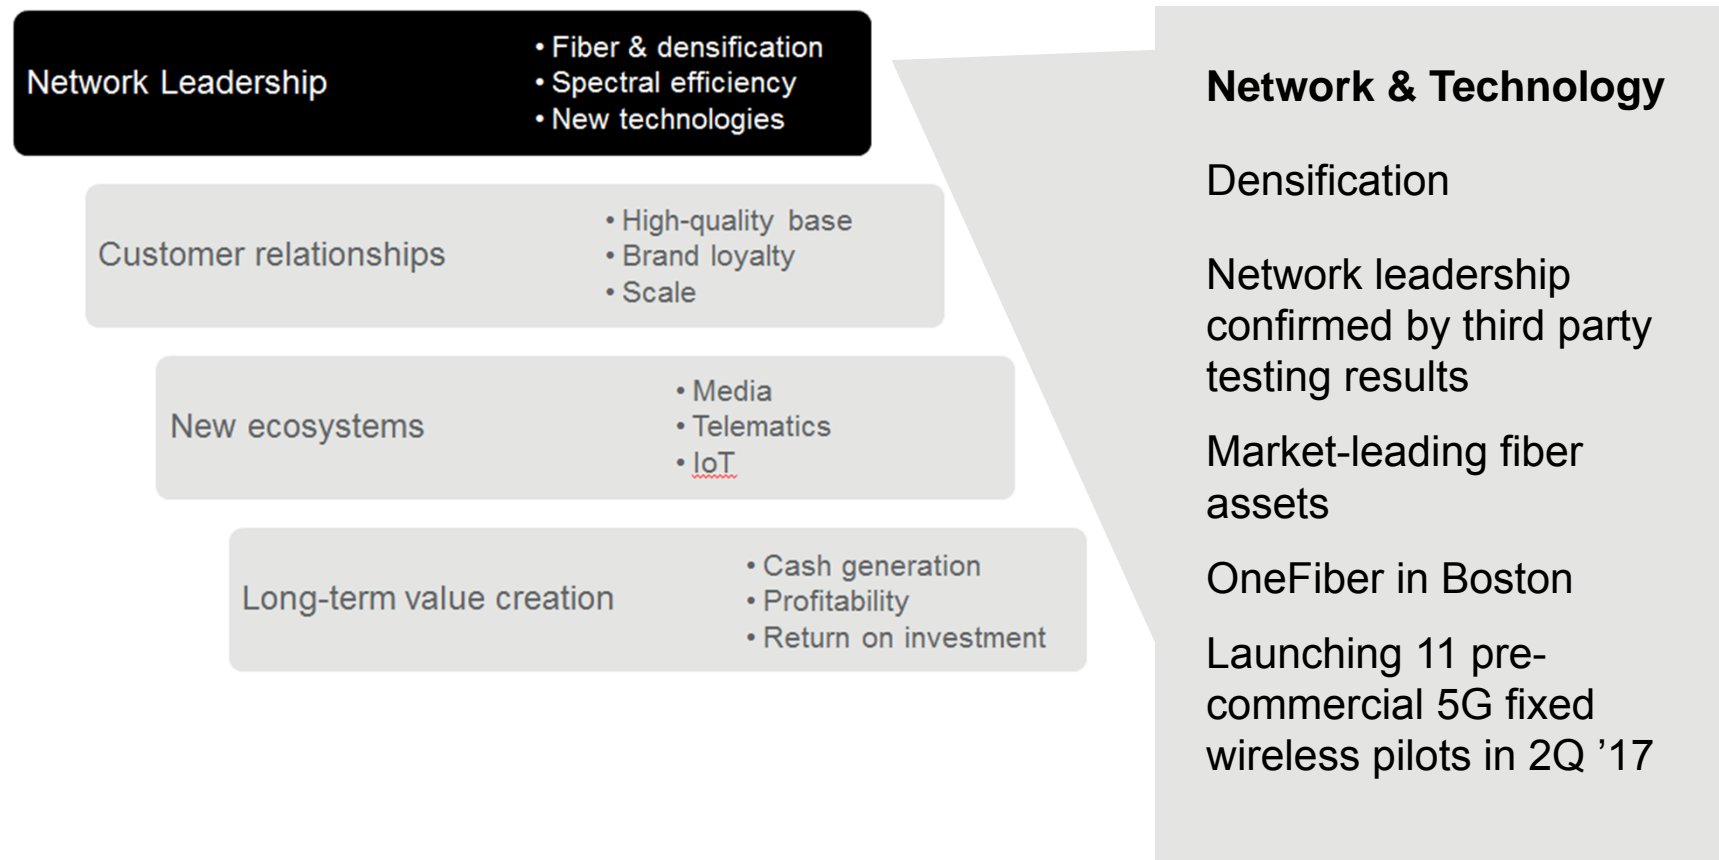 Network Leadership
• Fiber & densification
• Spectral efficiency
• New technologies
Customer relationships
• High-quality base
• Brand loyalty
• Scale
New ecosystems
• Media
• Telematics
• IoT
Long-term value creation
• Cash generation
• Profitability
• Return on investment
Network & Technology
Densification
Network leadership
confirmed by third party
testing results
Market-leading fiber
assets
OneFiber in Boston
Launching 11 pre-
commercial 5G fixed
wireless pilots in 2Q ’17